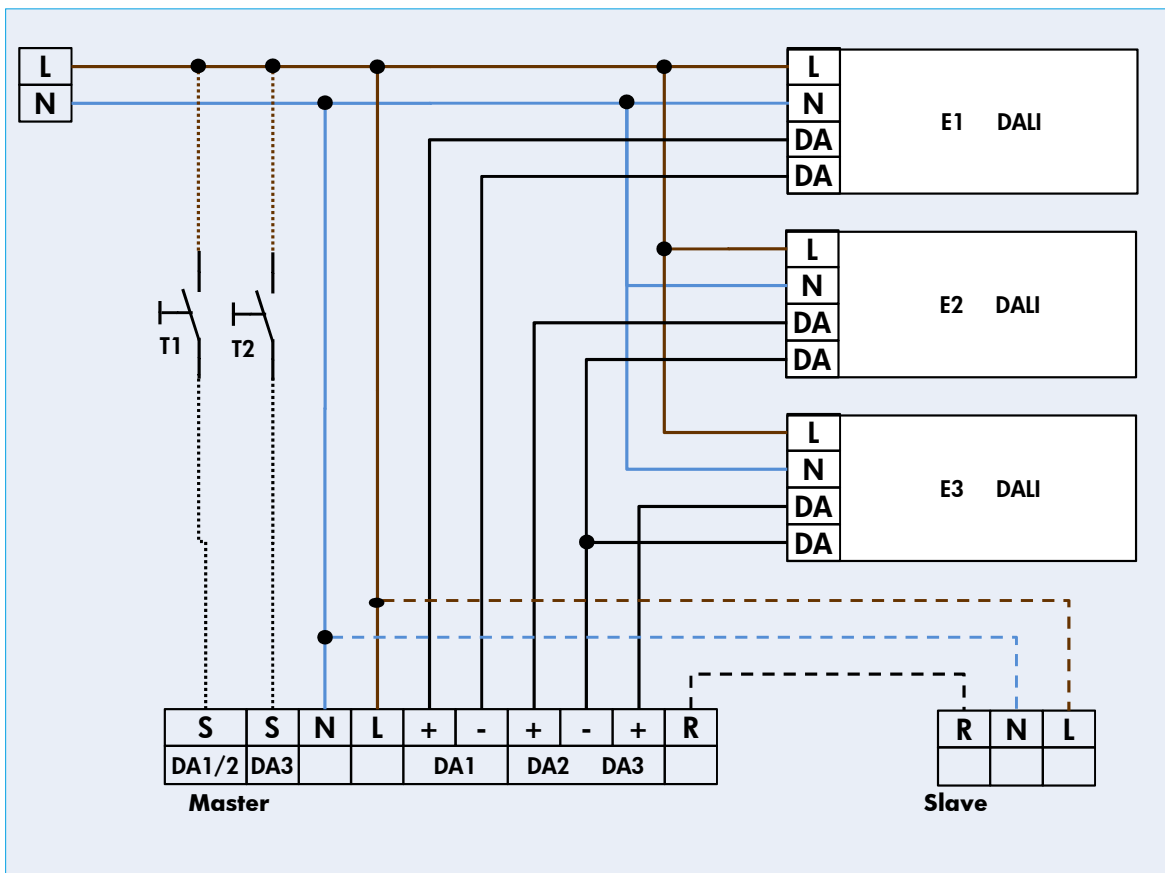 L
N
L
N
DA
DA
E1 DALI
L
N
DA
DA
E2 DALI
T1
T2
L
N
DA
DA
E3 DALI
S S N L + - + - + R
DA1/2 DA3 DA1 DA2 DA3
Master
R N L
Slave